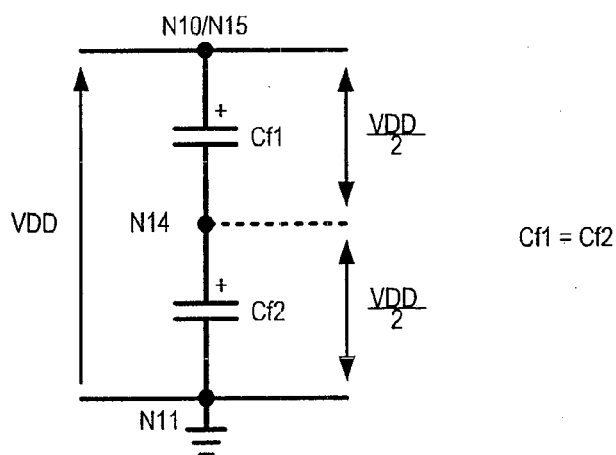 N10/N15
+
Cf1
VDD
2
VDD
N14
Cf1 = Cf2
+
Cf2
VDD
2
N11